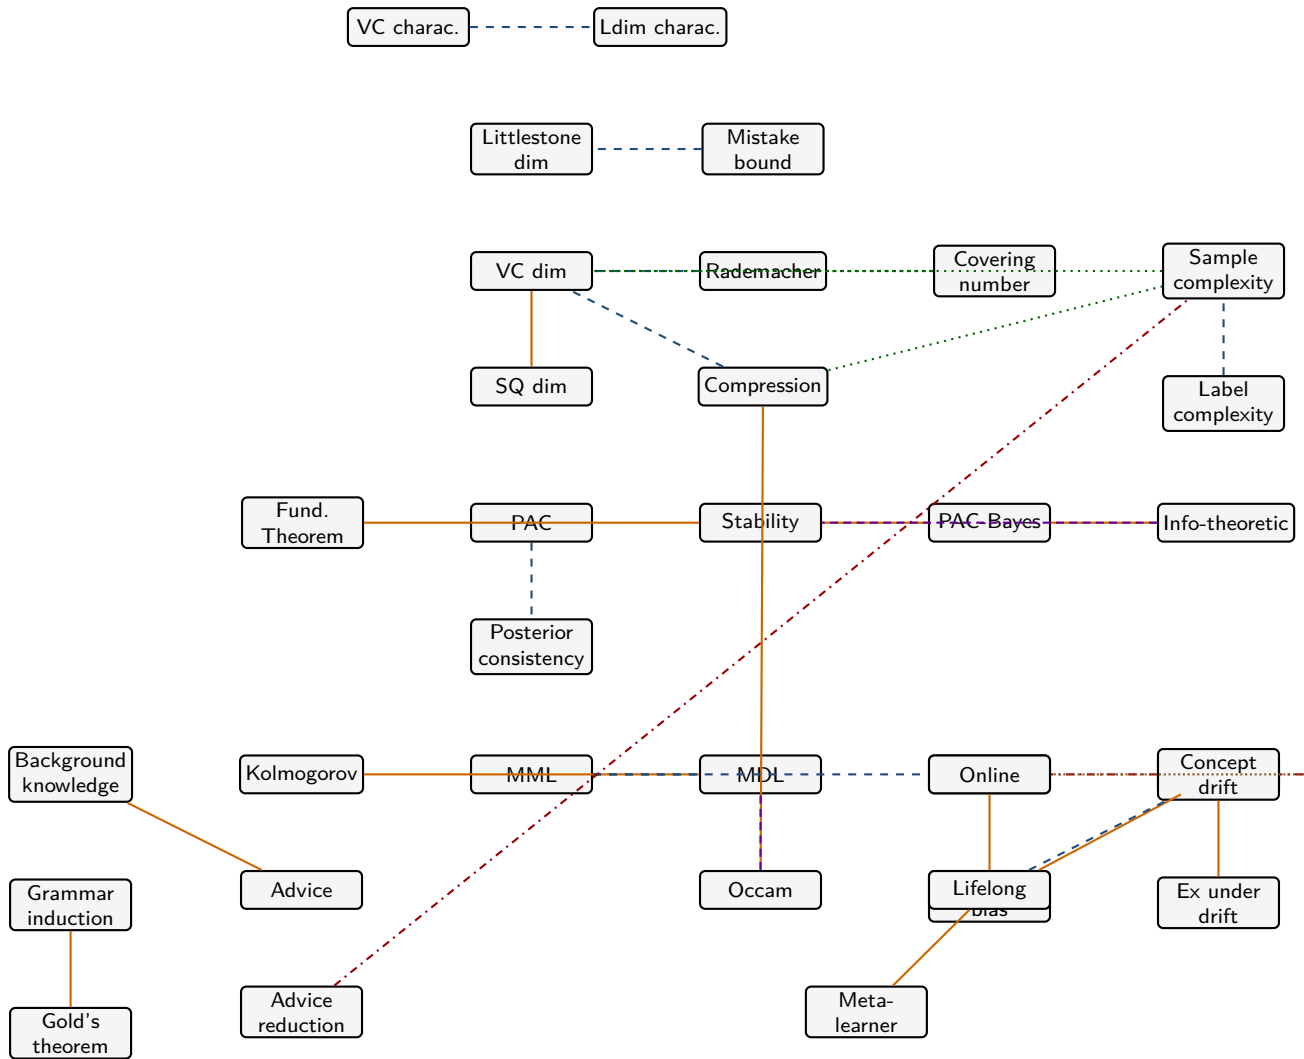 VC charac.
Ldim charac.
Littlestone
dim
Mistake
bound
VC dim
Rademacher
Covering
number
Sample
complexity
SQ dim
Compression
Label
complexity
Fund.
Theorem
PAC
Stability
PAC-Bayes
Info-theoretic
Posterior
consistency
Background
knowledge
Kolmogorov
MML
MDL
Online
Concept
drift
Grammar
induction
Advice
Occam
Lifelong
bias
Ex under
drift
Gold's
theorem
Advice
reduction
Meta-
learner